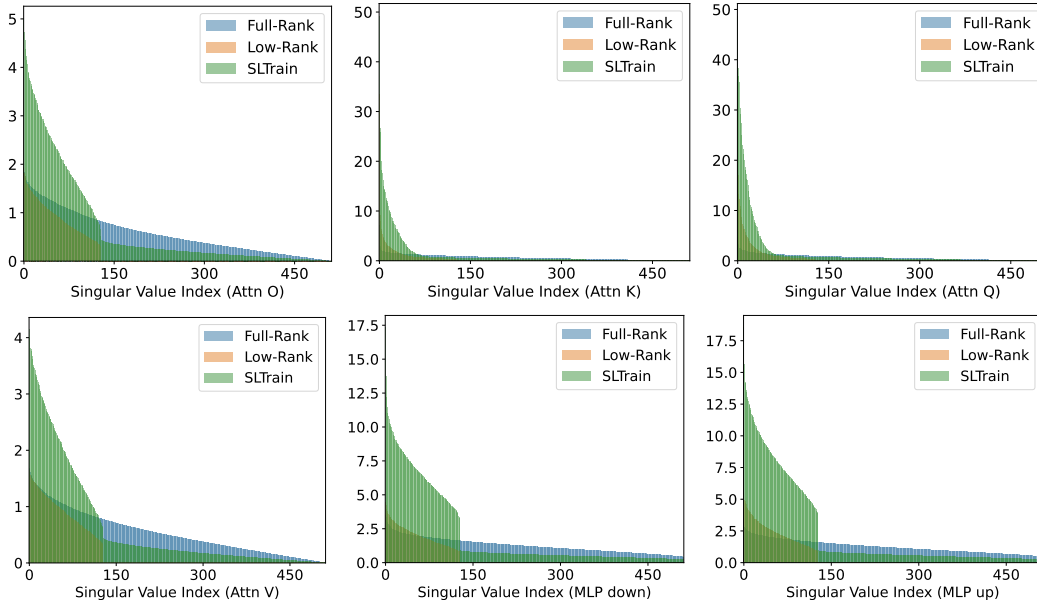 5
4
3
2
1
0
0
150
300
450
Full-Rank
Low-Rank
SLTrain
Singular Value Index (Attn O)
50
40
30
20
10
0
0
150
300
450
Full-Rank
Low-Rank
SLTrain
Singular Value Index (Attn K)
50
40
30
20
10
0
0
150
300
450
Full-Rank
Low-Rank
SLTrain
Singular Value Index (Attn Q)
4
3
2
1
0
0
150
300
450
Full-Rank
Low-Rank
SLTrain
Singular Value Index (Attn V)
17.5
15.0
12.5
10.0
7.5
5.0
2.5
0.0
0
150
300
450
Full-Rank
Low-Rank
SLTrain
Singular Value Index (MLP down)
17.5
15.0
12.5
10.0
7.5
5.0
2.5
0.0
0
150
300
450
Full-Rank
Low-Rank
SLTrain
Singular Value Index (MLP up)